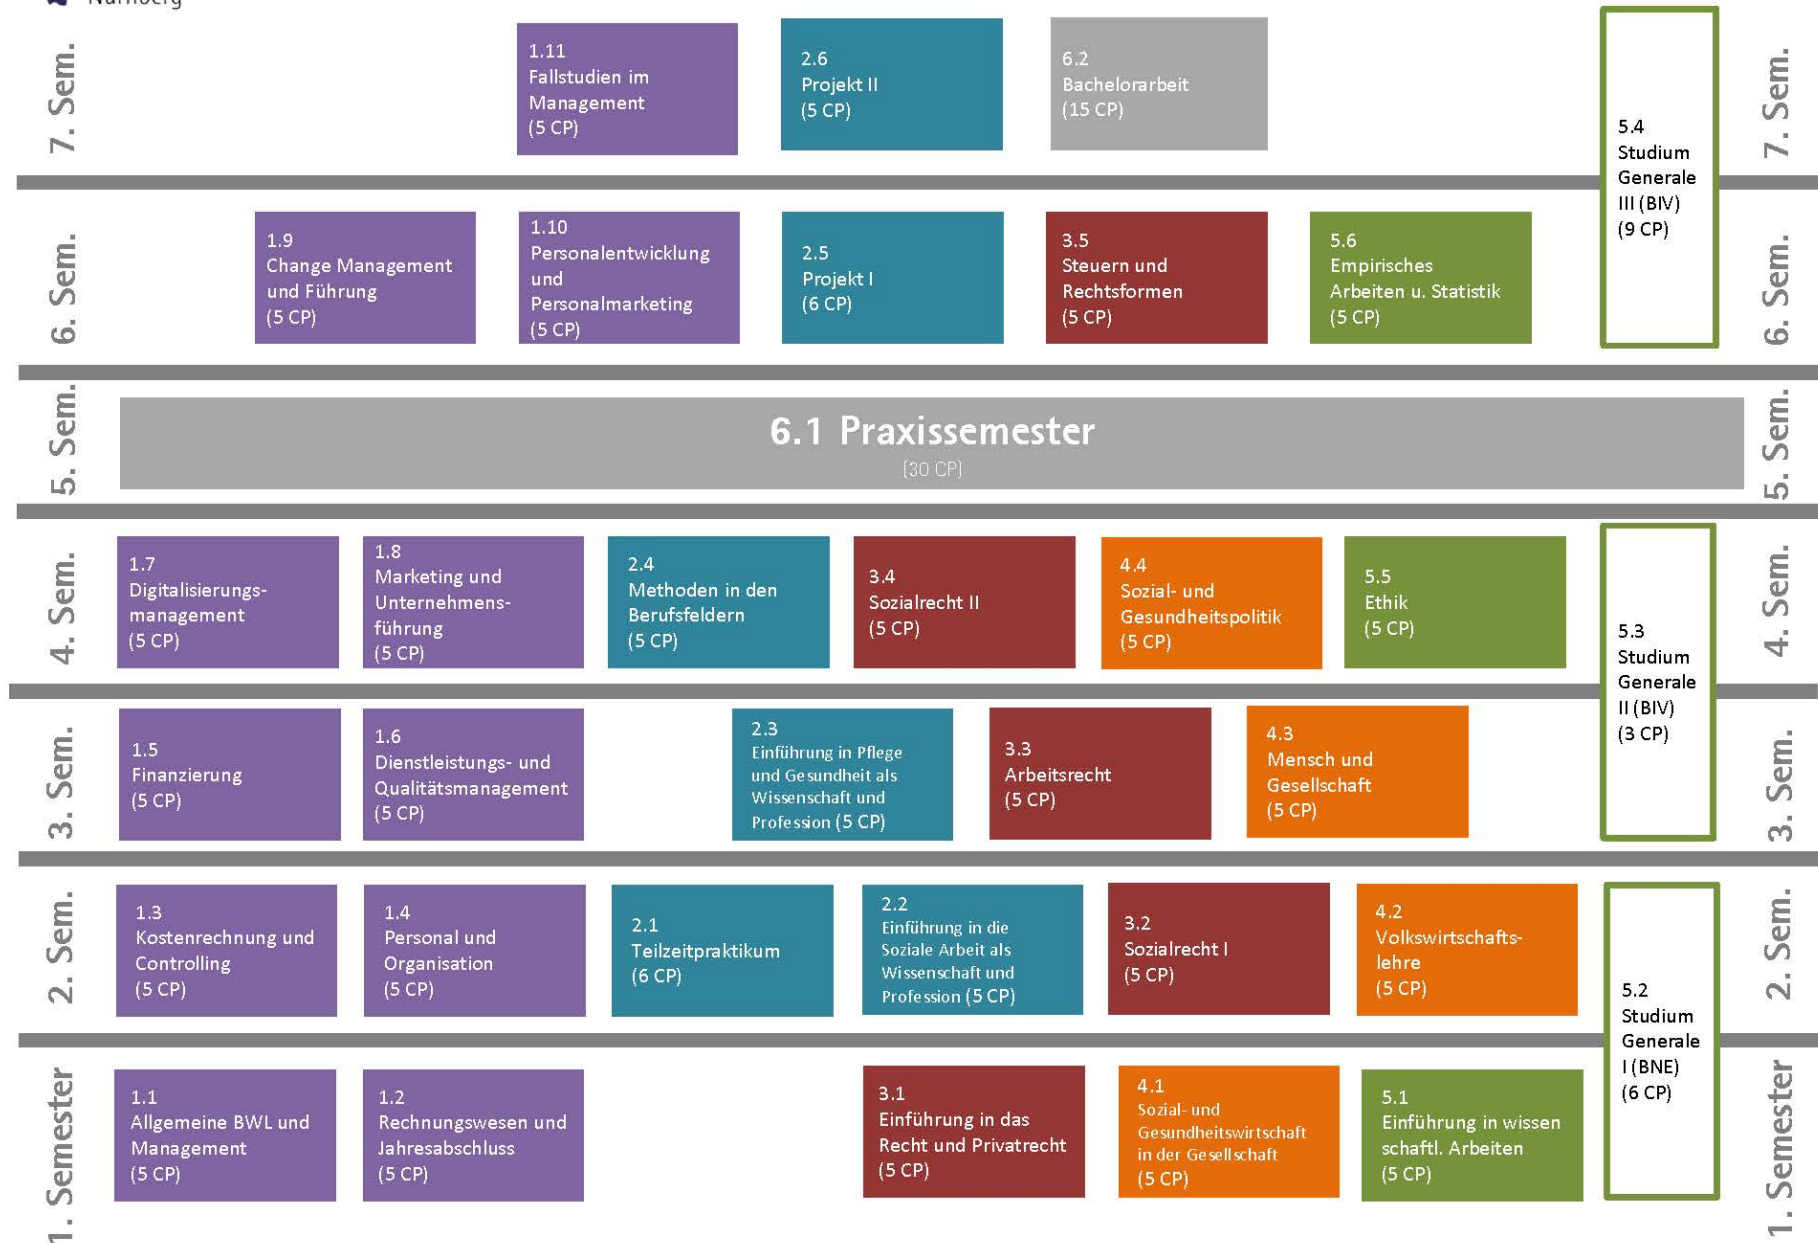 Nürnberg
7. Sem.
1.11
Fallstudien im
Management
(5 CP)
2.6
Projekt II
(5 CP)
6.2
Bachelorarbeit
(15 CP)
5.4
Studium
Generale
III (BIV)
(9 CP)
7. Sem.
6. Sem.
1.9
Change Management
und Führung
(5 CP)
1.10
Personalentwicklung
und
Personalmarketing
(5 CP)
2.5
Projekt I
(6 CP)
3.5
Steuern und
Rechtsformen
(5 CP)
5.6
Empirisches
Arbeiten u. Statistik
(5 CP)
6. Sem.
5. Sem.
6.1 Praxissemester
(30 CP)
5. Sem.
4. Sem.
1.7
Digitalisierungs-
management
(5 CP)
1.8
Marketing und
Unternehmens-
führung
(5 CP)
2.4
Methoden in den
Berufsfeldern
(5 CP)
3.4
Sozialrecht II
(5 CP)
4.4
Sozial- und
Gesundheitspolitik
(5 CP)
5.5
Ethik
(5 CP)
5.3
Studium
Generale
II (BIV)
(3 CP)
4. Sem.
3. Sem.
1.5
Finanzierung
(5 CP)
1.6
Dienstleistungs- und
Qualitätsmanagement
(5 CP)
2.3
Einführung in Pflege
und Gesundheit als
Wissenschaft und
Profession (5 CP)
3.3
Arbeitsrecht
(5 CP)
4.3
Mensch und
Gesellschaft
(5 CP)
3. Sem.
2. Sem.
1.3
Kostenrechnung und
Controlling
(5 CP)
1.4
Personal und
Organisation
(5 CP)
2.1
Teilzeitpraktikum
(6 CP)
2.2
Einführung in die
Soziale Arbeit als
Wissenschaft und
Profession (5 CP)
3.2
Sozialrecht I
(5 CP)
4.2
Volkswirtschafts-
lehre
(5 CP)
5.2
Studium
Generale
I (BNE)
(6 CP)
2. Sem.
1. Semester
1.1
Allgemeine BWL und
Management
(5 CP)
1.2
Rechnungswesen und
Jahresabschluss
(5 CP)
3.1
Einführung in das
Recht und Privatrecht
(5 CP)
4.1
Sozial- und
Gesundheitswirtschaft
in der Gesellschaft
(5 CP)
5.1
Einführung in wissen
schaftl. Arbeiten
(5 CP)
1. Semester